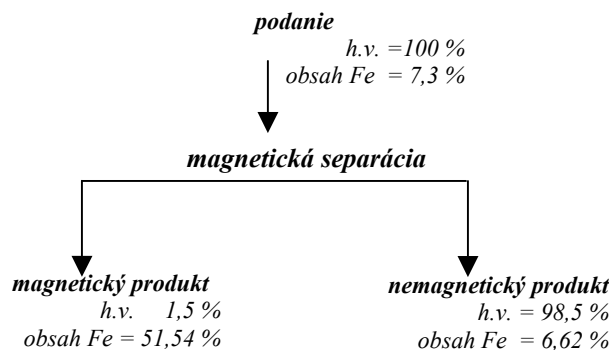 podanie
h.v. =100 %
obsah Fe = 7,3 %
magnetická separácia
magnetický produkt
h.v. 1,5 %
obsah Fe = 51,54 %
nemagnetický produkt
h.v. = 98,5 %
obsah Fe = 6,62 %